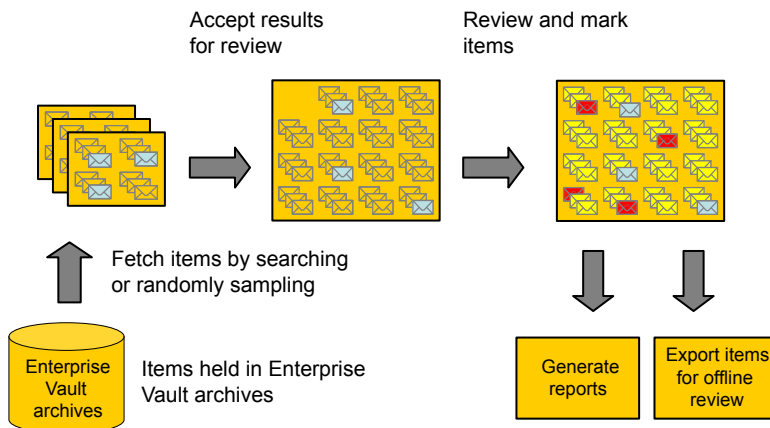 Accept results
for review
Review and mark
items
Fetch items by searching
or randomly sampling
Enterprise
Vault
archives
Items held in Enterprise
Vault archives
Generate
reports
Export items
for offline
review